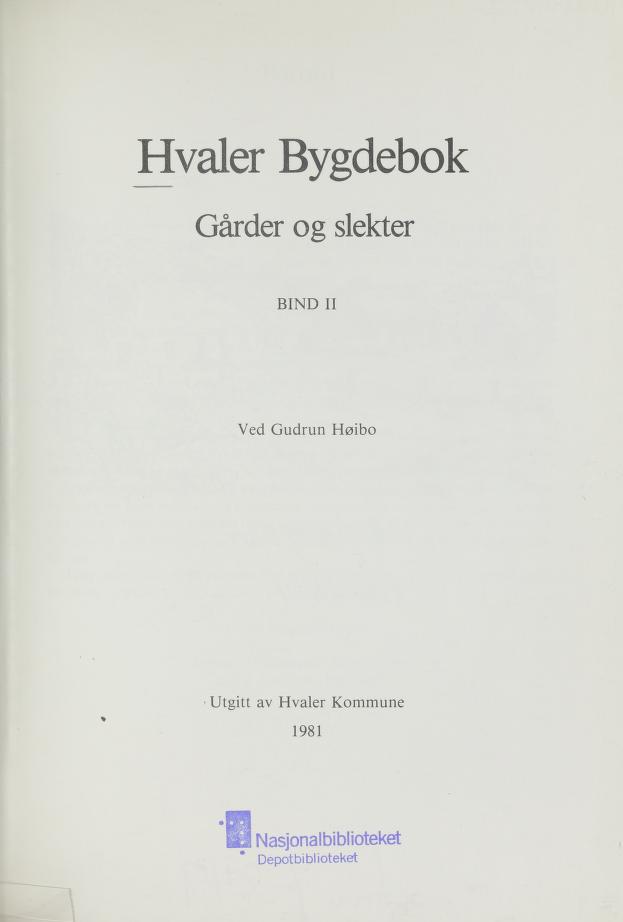 Hvaler Bygdebok
Gårder og slekter
BIND II
Ved Gudrun Høibo
Utgitt av Hvaler Kommune
1981
Nasjonalbiblioteket
Depotbiblioteket